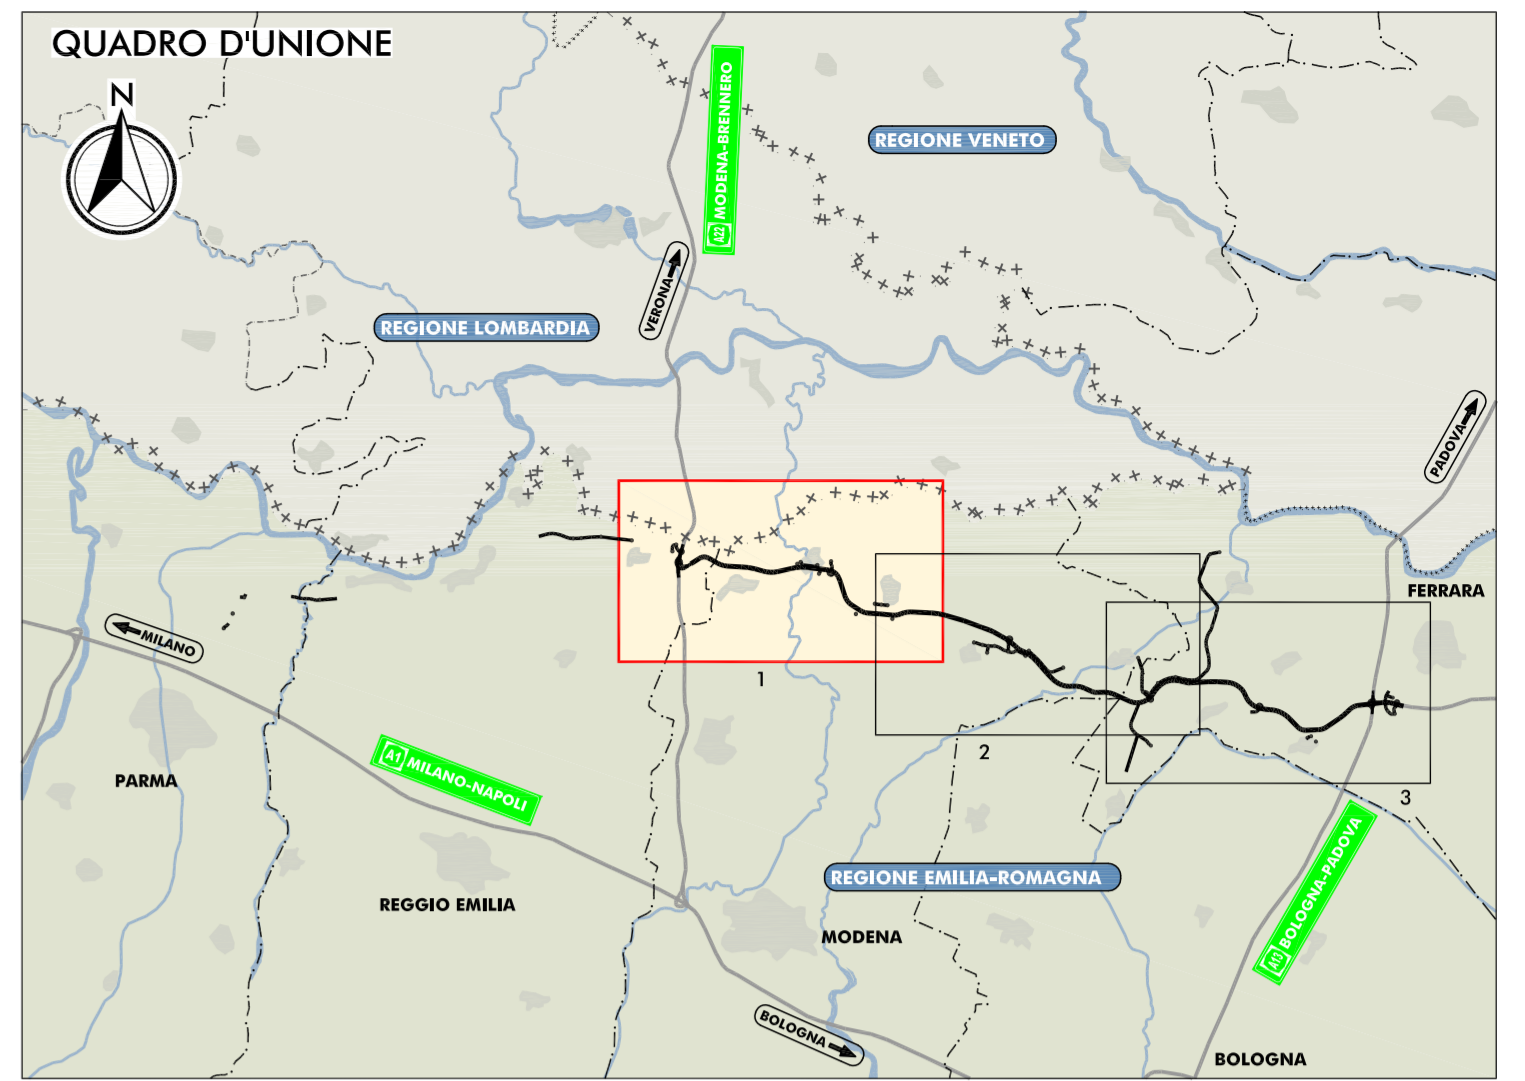 QUADRO D'UNIONE
N
A22 MODENA-BRENNERO
REGIONE VENETO
VERONA
REGIONE LOMBARDIA
PADOVA
FERRARA
MILANO
1
2
3
PARMA
A1 MILANO-NAPOLI
A13 BOLOGNA-PADOVA
REGIONE EMILIA-ROMAGNA
REGGIO EMILIA
MODENA
BOLOGNA
BOLOGNA